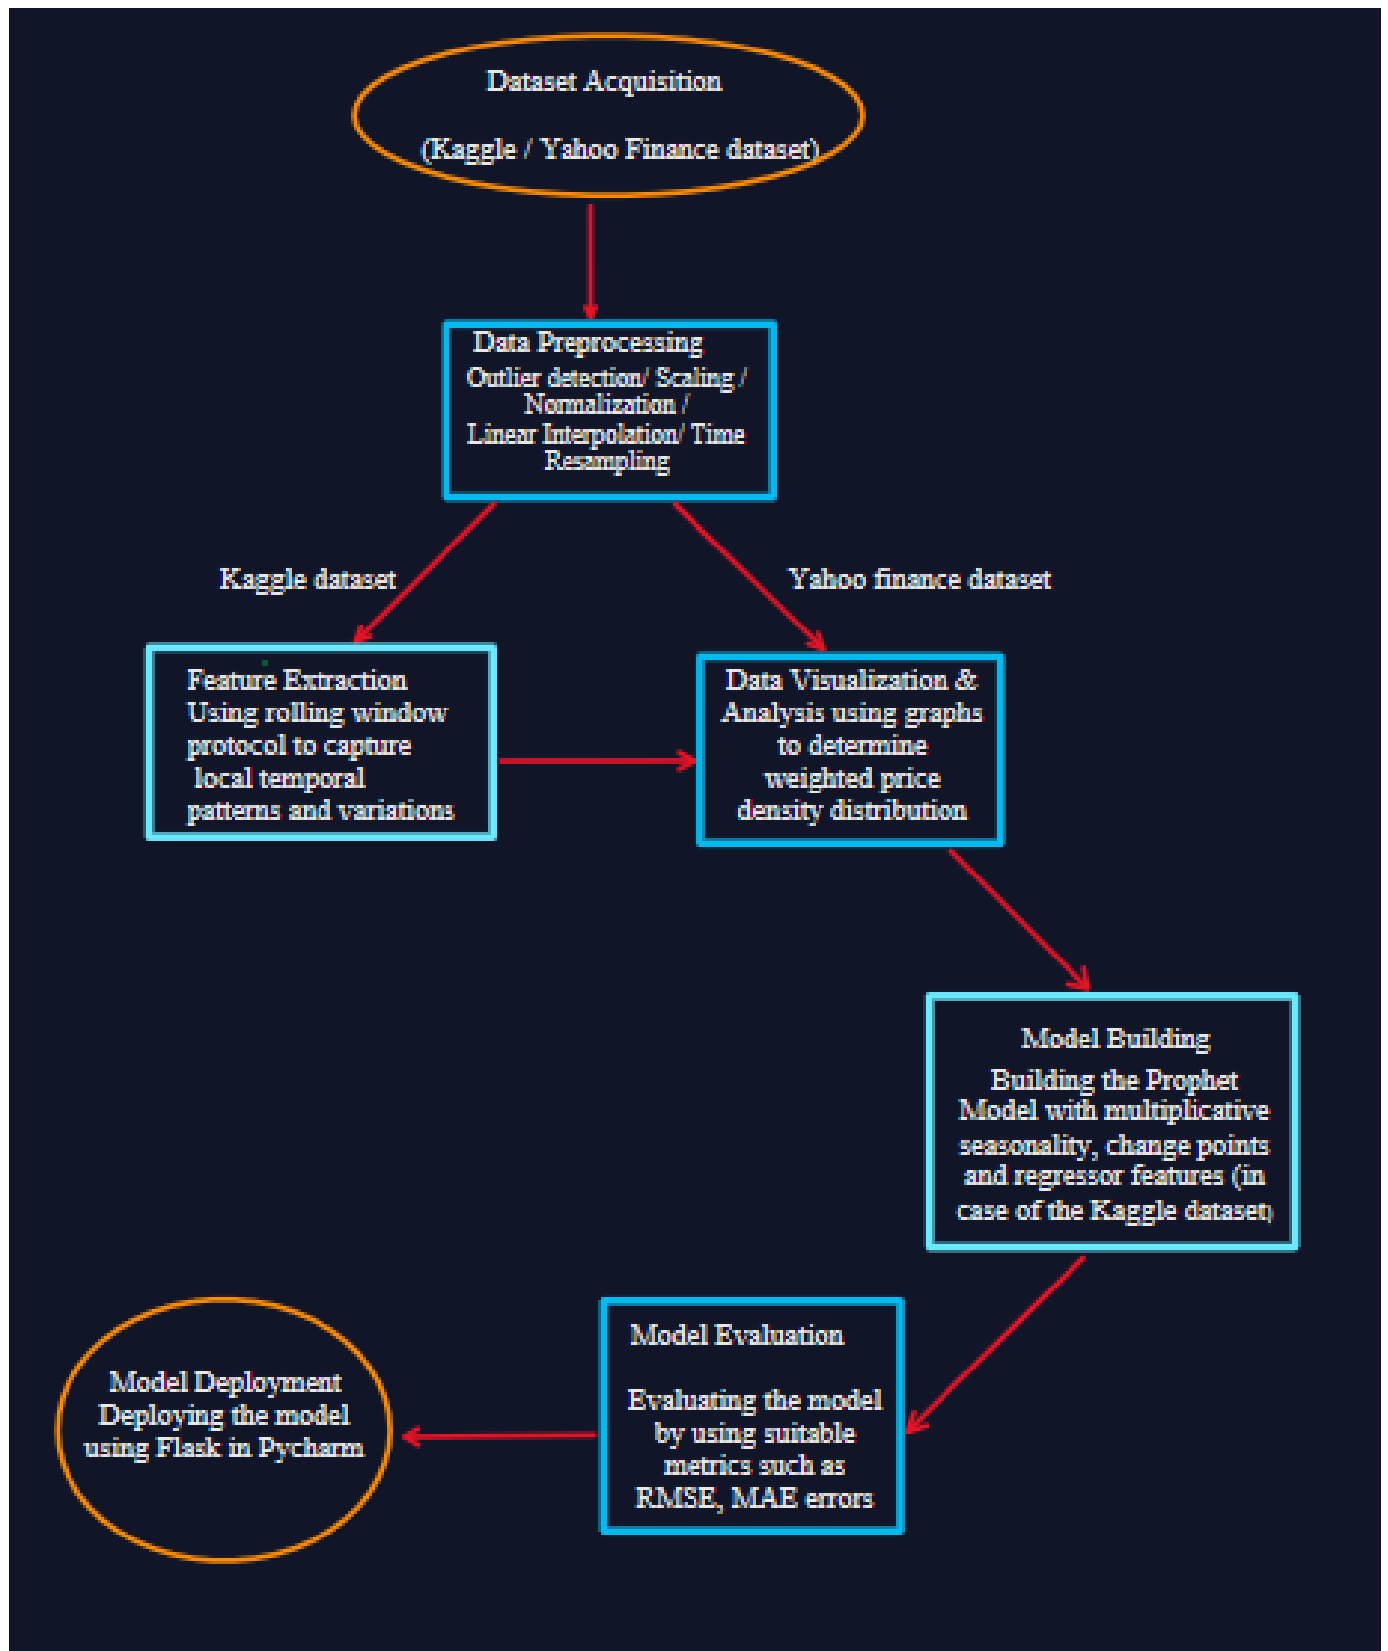 Dataset Acquisition
(Kaggle / Yahoo Finance dataset)
Data Preprocessing
Outlier detection/ Scaling /
Normalization /
Linear Interpolation/ Time
Resampling
Kaggle dataset
Yahoo finance dataset
Feature Extraction
Using rolling window
protocol to capture
local temporal
patterns and variations
Data Visualization &
Analysis using graphs
to determine
weighted price
density distribution
Model Building
Building the Prophet
Model with multiplicative
seasonality, change points
and regressor features (in
case of the Kaggle dataset)
Model Evaluation
Evaluating the model
by using suitable
metrics such as
RMSE, MAE errors
Model Deployment
Deploying the model
using Flask in Pycharm